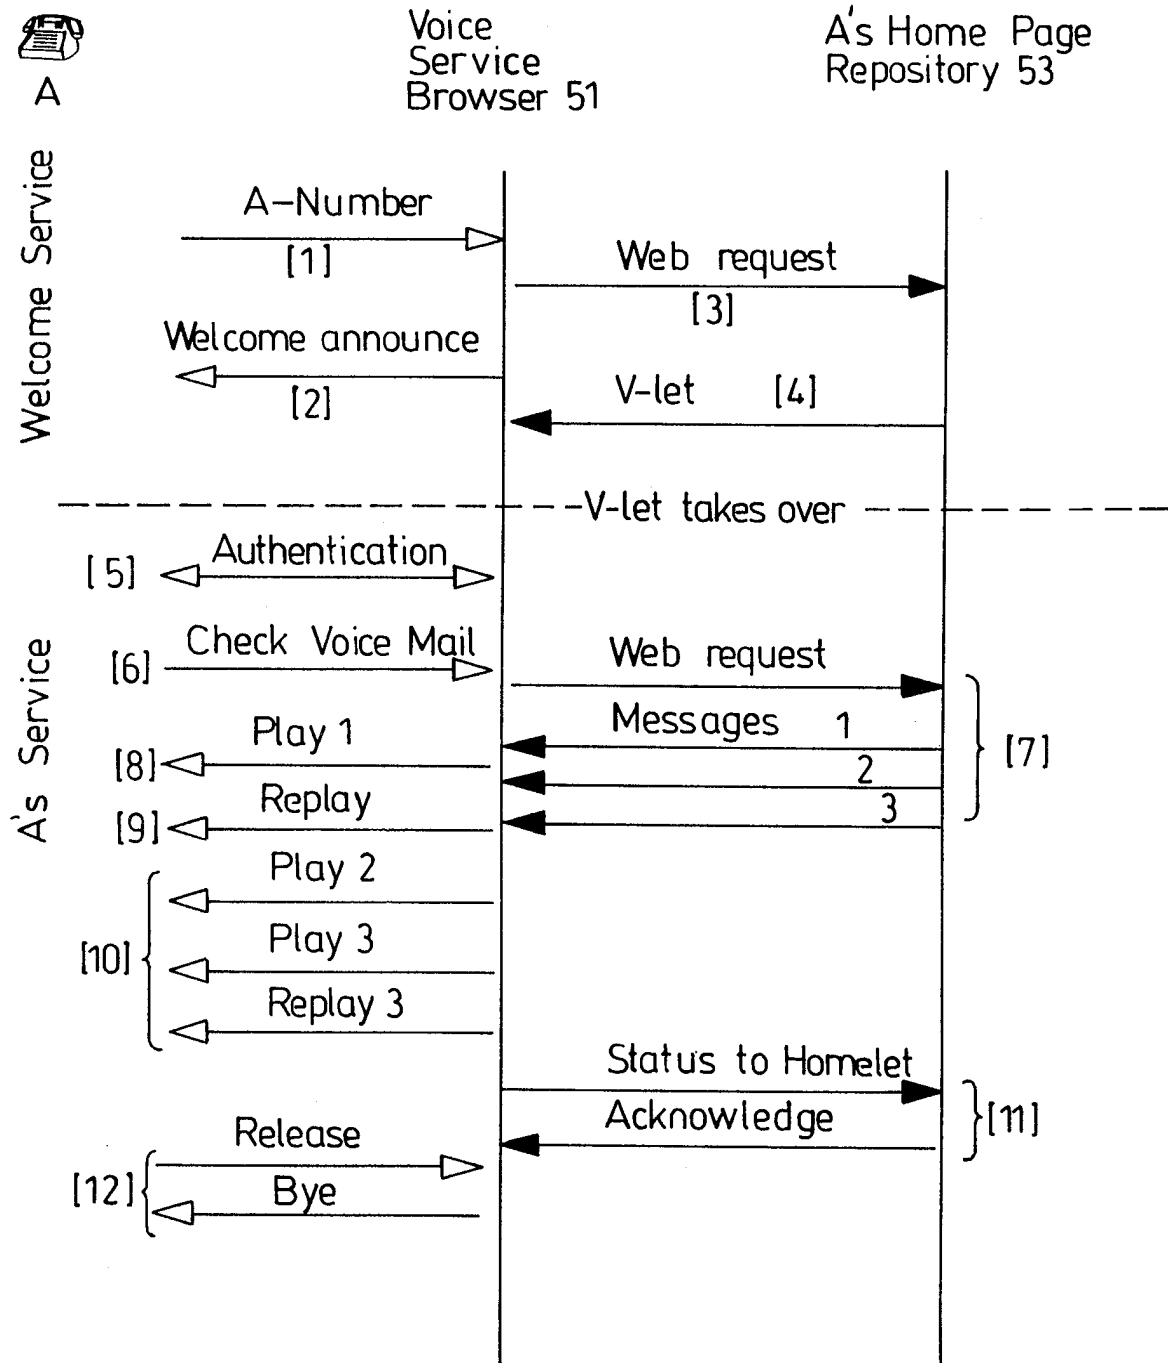 Voice
Service
Browser 51
A's Home Page
Repository 53
A
Welcome Service
A-Number
[1]
Web request
[3]
Welcome announce
[2]
V-let [4]
V-let takes over
A's Service
[5] Authentication
[6] Check Voice Mail
Web request
Messages 1
2
3
[7]
[8] Play 1
[9] Replay
Play 2
[10] Play 3
Replay 3
Status to Homelet
Acknowledge
[11]
Release
[12] Bye